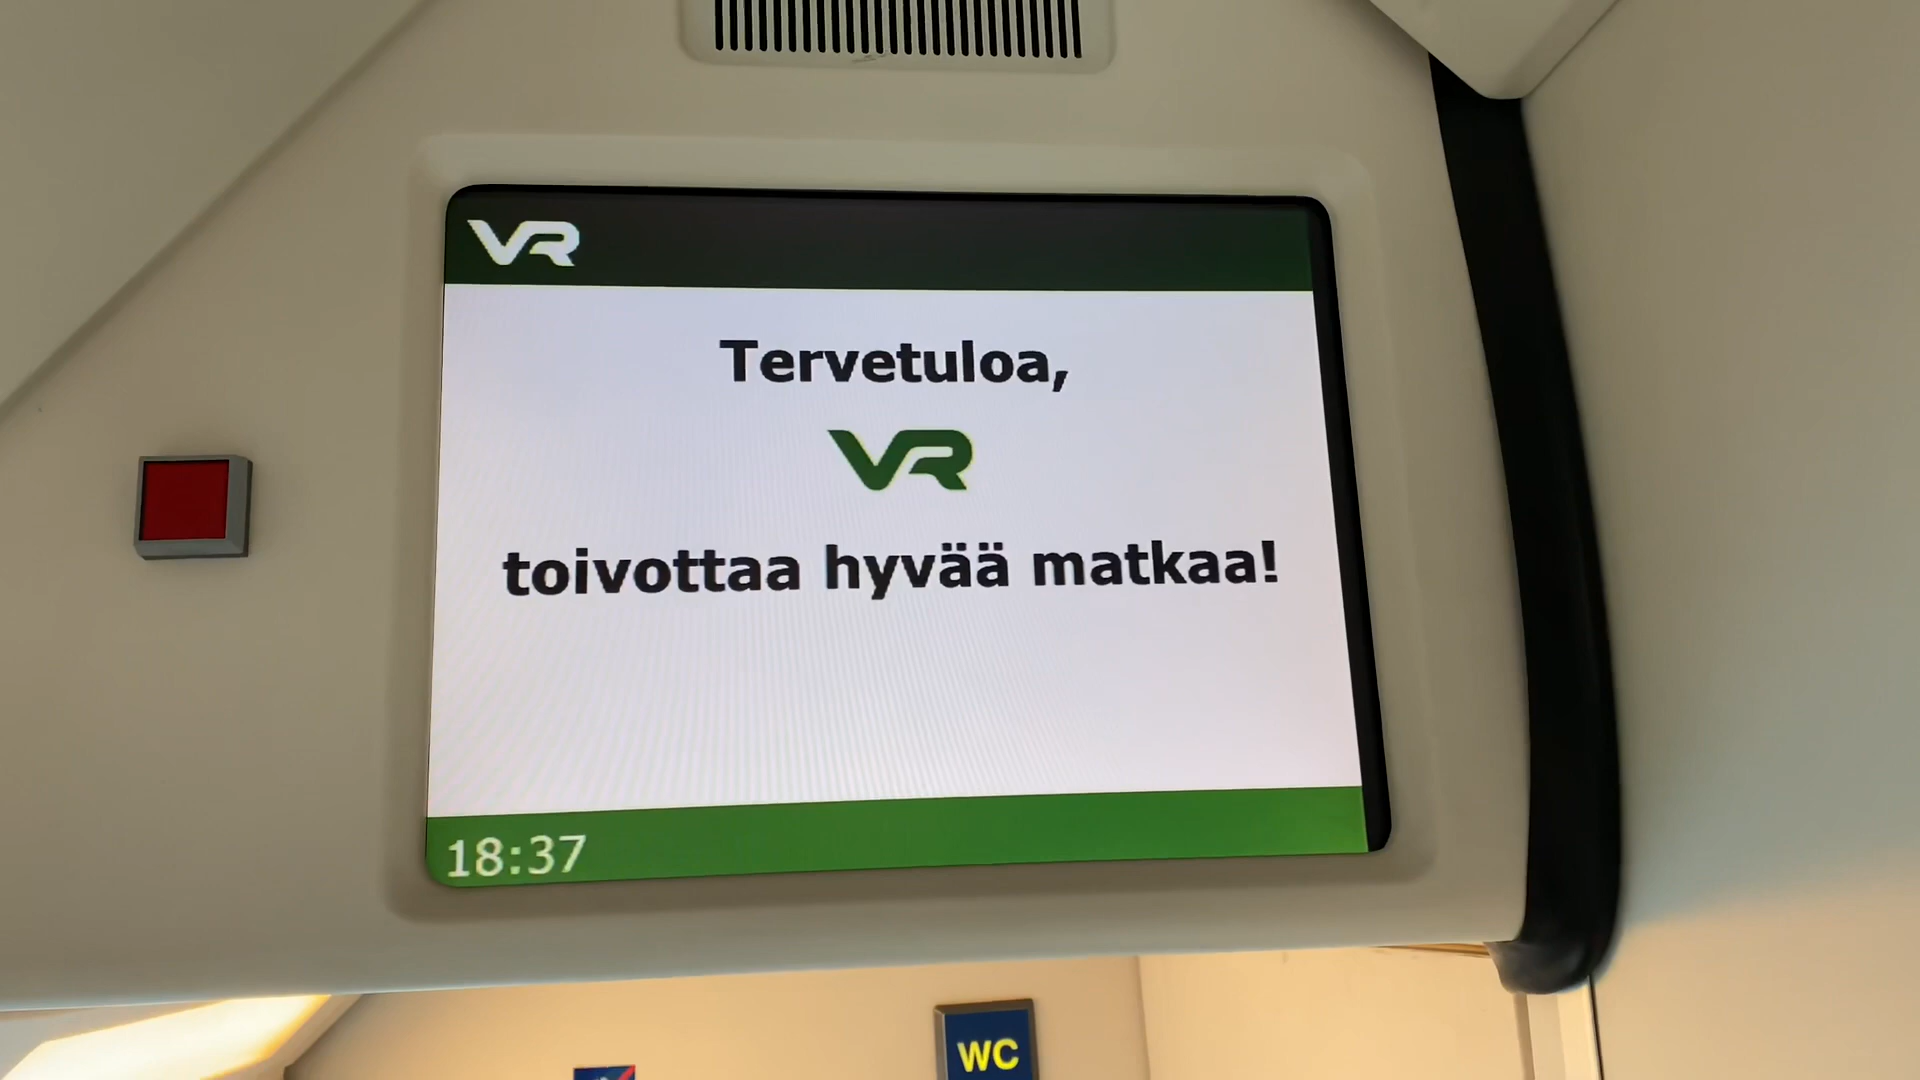 VR
Tervetuloa,
VR
toivottaa hyvää matkaa!
18:37
WC